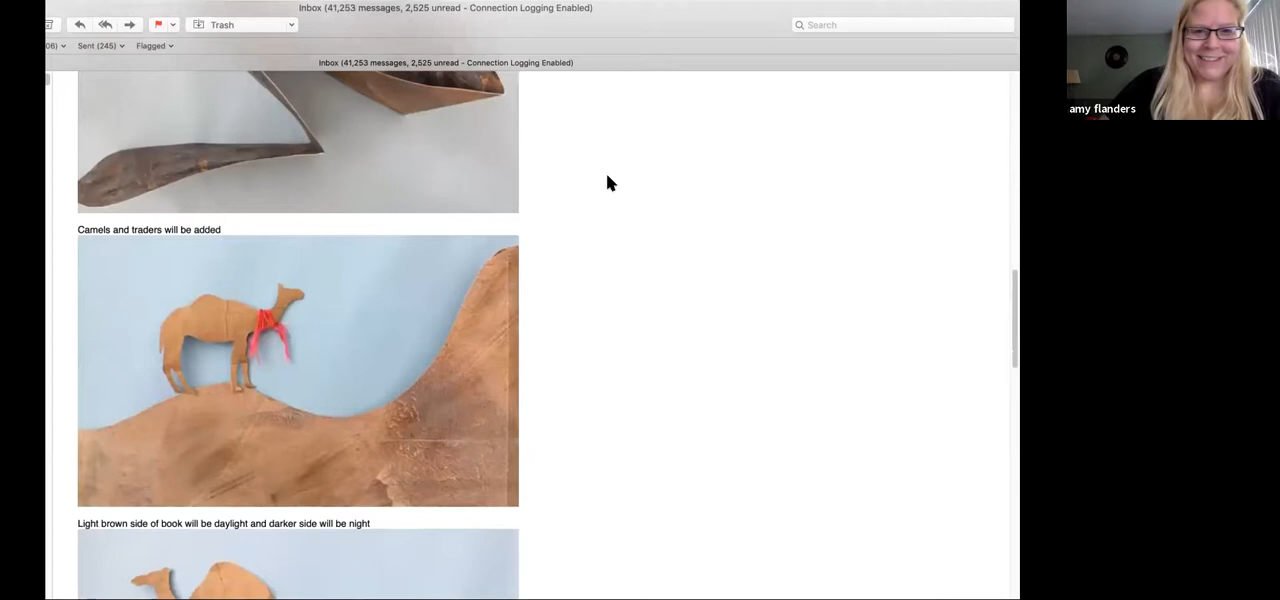 Inbox (41,253 messages, 2,525 unread - Connection Logging Enabled)
Trash
Search
06)
Sent (245)
Flagged
Inbox (41,253 messages, 2,525 unread - Connection Logging Enabled)
amy flanders
Camels and traders will be added
Light brown side of book will be daylight and darker side will be night